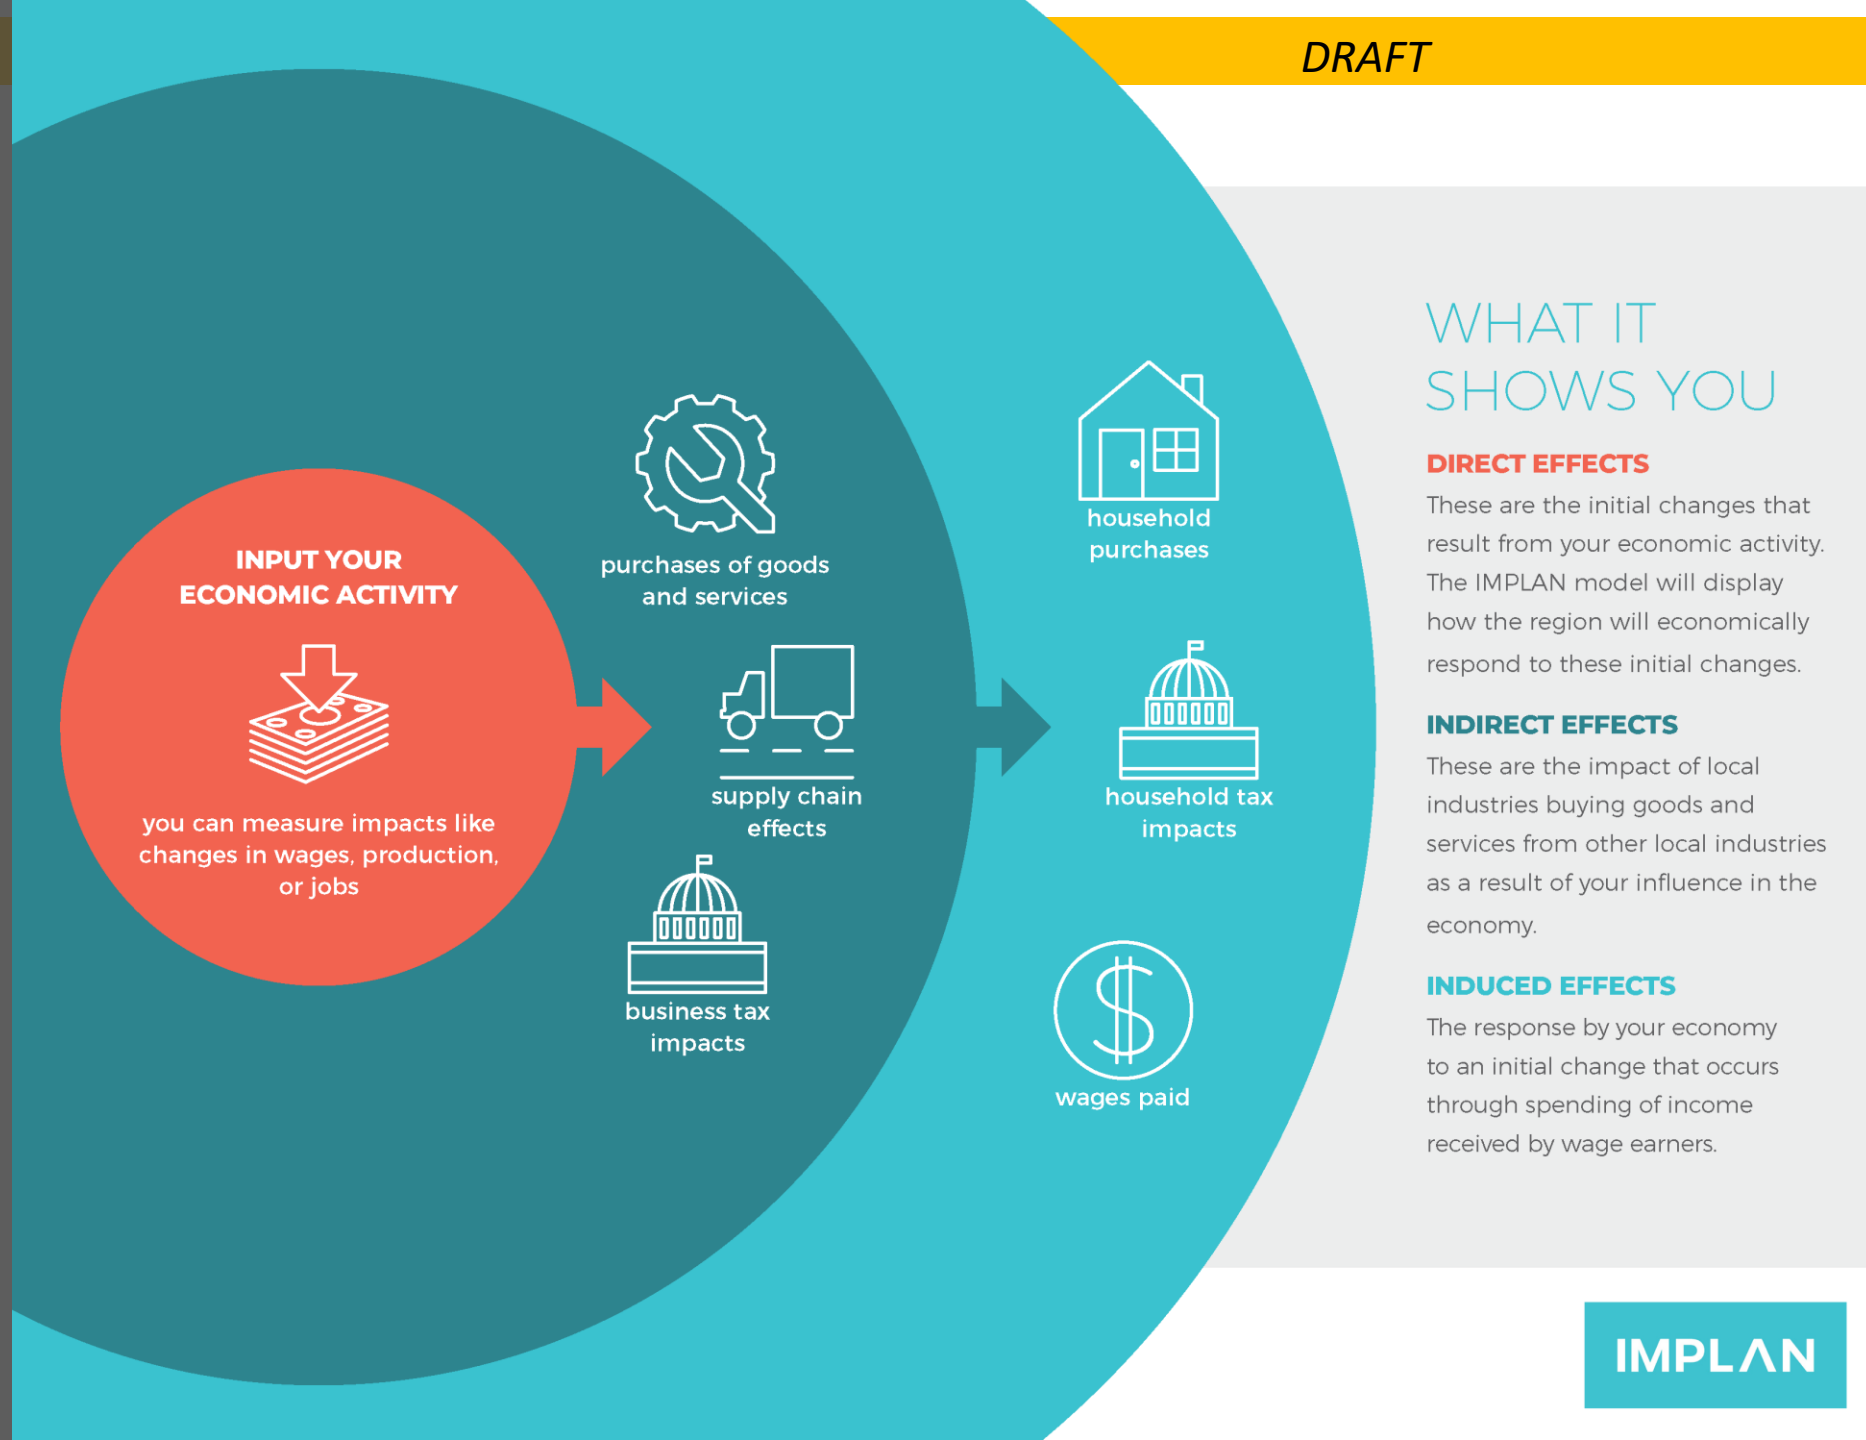 DRAFT
INPUT YOUR
ECONOMIC ACTIVITY
you can measure impacts like
changes in wages, production,
or jobs
purchases of goods
and services
supply chain
effects
business tax
impacts
household
purchases
household tax
impacts
wages paid
WHAT IT
SHOWS YOU
DIRECT EFFECTS
These are the initial changes that
result from your economic activity.
The IMPLAN model will display
how the region will economically
respond to these initial changes.
INDIRECT EFFECTS
These are the impact of local
industries buying goods and
services from other local industries
as a result of your influence in the
economy.
INDUCED EFFECTS
The response by your economy
to an initial change that occurs
through spending of income
received by wage earners.
IMPLAN